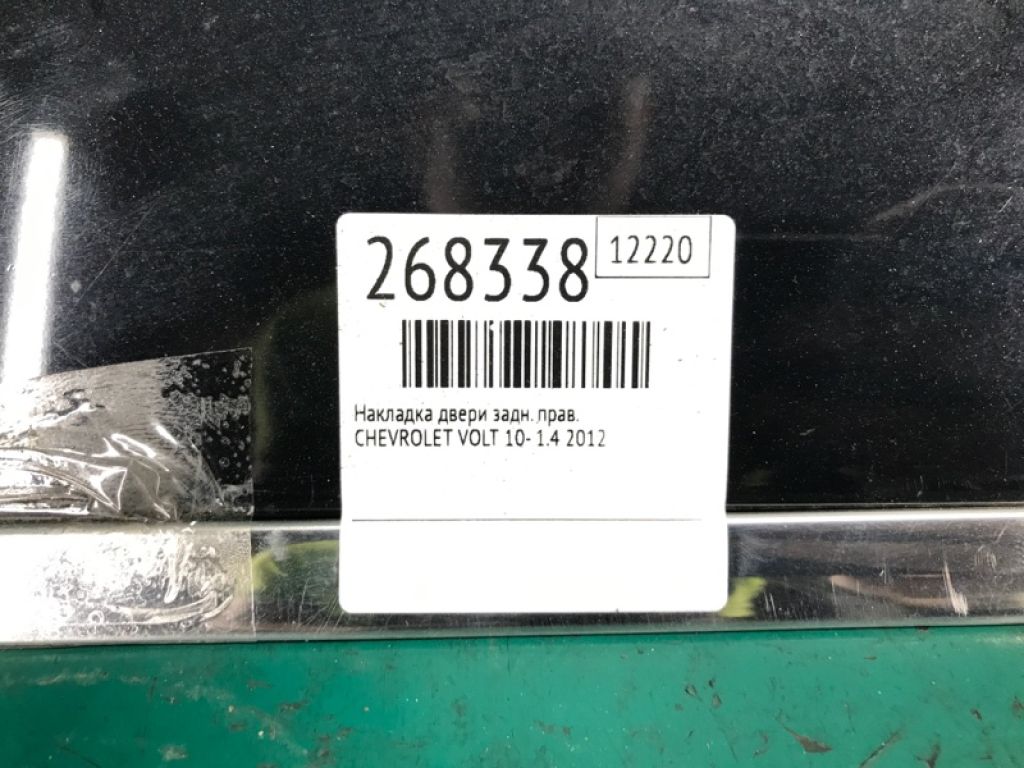 268338
12220
Накладка двери задн. прав.
CHEVROLET VOLT 10- 1.4 2012